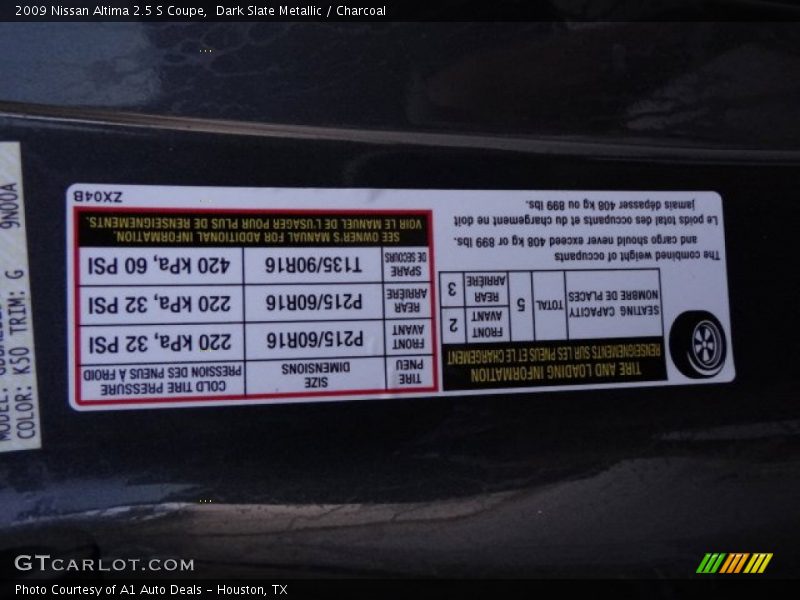 2009 Nissan Altima 2.5 S Coupe,  Dark Slate Metallic / Charcoal
TIRE AND LOADING INFORMATION
RENSEIGNEMENTS SUR LES PNEUS ET LE CHARGEMENT
SEATING CAPACITY
NOMBRE DE PLACES
TOTAL
5
FRONT
AVANT
2
REAR
ARRIÈRE
3
The combined weight of occupants
and cargo should never exceed 408 kg or 899 lbs.
Le poids total des occupants et du chargement ne doit
jamais dépasser 408 kg ou 899 lbs.
TIRE
PNEU
SIZE
DIMENSIONS
COLD TIRE PRESSURE
PRESSION DES PNEUS À FROID
FRONT
AVANT
P215/60R16
220 kPa, 32 PSI
REAR
ARRIÈRE
P215/60R16
220 kPa, 32 PSI
SPARE
DE SECOURS
T135/90R16
420 kPa, 60 PSI
SEE OWNER'S MANUAL FOR ADDITIONAL INFORMATION.
VOIR LE MANUEL DE L'USAGER POUR PLUS DE RENSEIGNEMENTS.
ZX04B
MODEL:
COLOR: K50 TRIM: G
9N00A
GTCARLOT.COM
Photo Courtesy of A1 Auto Deals - Houston, TX